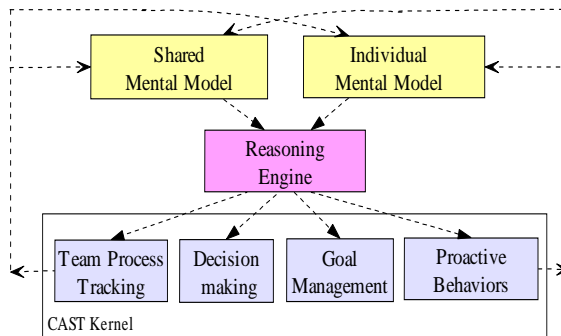 Shared
Mental Model
Individual
Mental Model
Reasoning
Engine
Team Process
Tracking
Decision
making
Goal
Management
Proactive
Behaviors
CAST Kernel